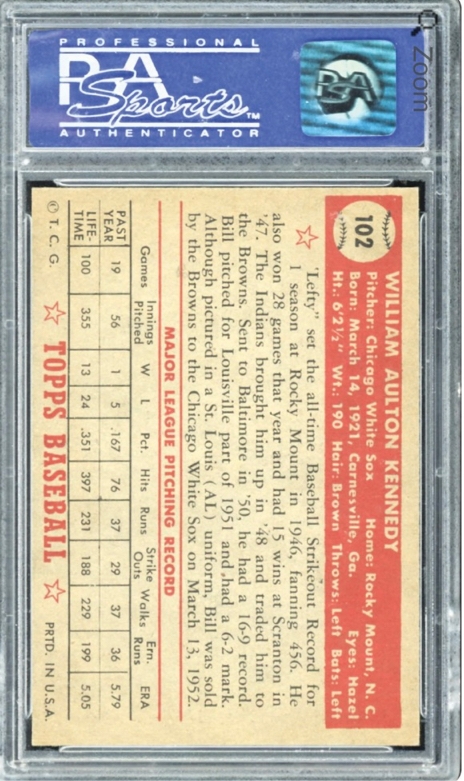 Zoom
PROFESSIONAL
PSA
Sports™
AUTHENTICATOR
PSA
102
WILLIAM AULTON KENNEDY
Pitcher: Chicago White Sox Home: Rocky Mount, N. C.
Born: March 14, 1921, Carnesville, Ga. Eyes: Hazel
Ht.: 6'2½" Wt.: 190 Hair: Brown Throws: Left Bats: Left
"Lefty" set the all-time Baseball Strikeout Record for
1 season at Rocky Mount in 1946, fanning 456. He
also won 28 games that year and had 15 wins at Scranton in
'47. The Indians brought him up in '48 and traded him to
the Browns. Sent to Baltimore in '50, he had a 16-9 record.
Bill pitched for Louisville part of 1951 and had a 6-2 mark.
Although pictured in a St. Louis (AL) uniform, Bill was sold
by the Browns to the Chicago White Sox on March 13, 1952.
MAJOR LEAGUE PITCHING RECORD
Games Innings Pitched W L Pct. Hits Runs Strike Outs Walks Ern. Runs ERA
PAST YEAR 19 56 1 5 .167 76 37 29 37 36 5.79
LIFE-TIME 100 355 13 24 .351 397 231 188 229 199 5.05
© T. C. G. TOPPS BASEBALL PRTD. IN U.S.A.